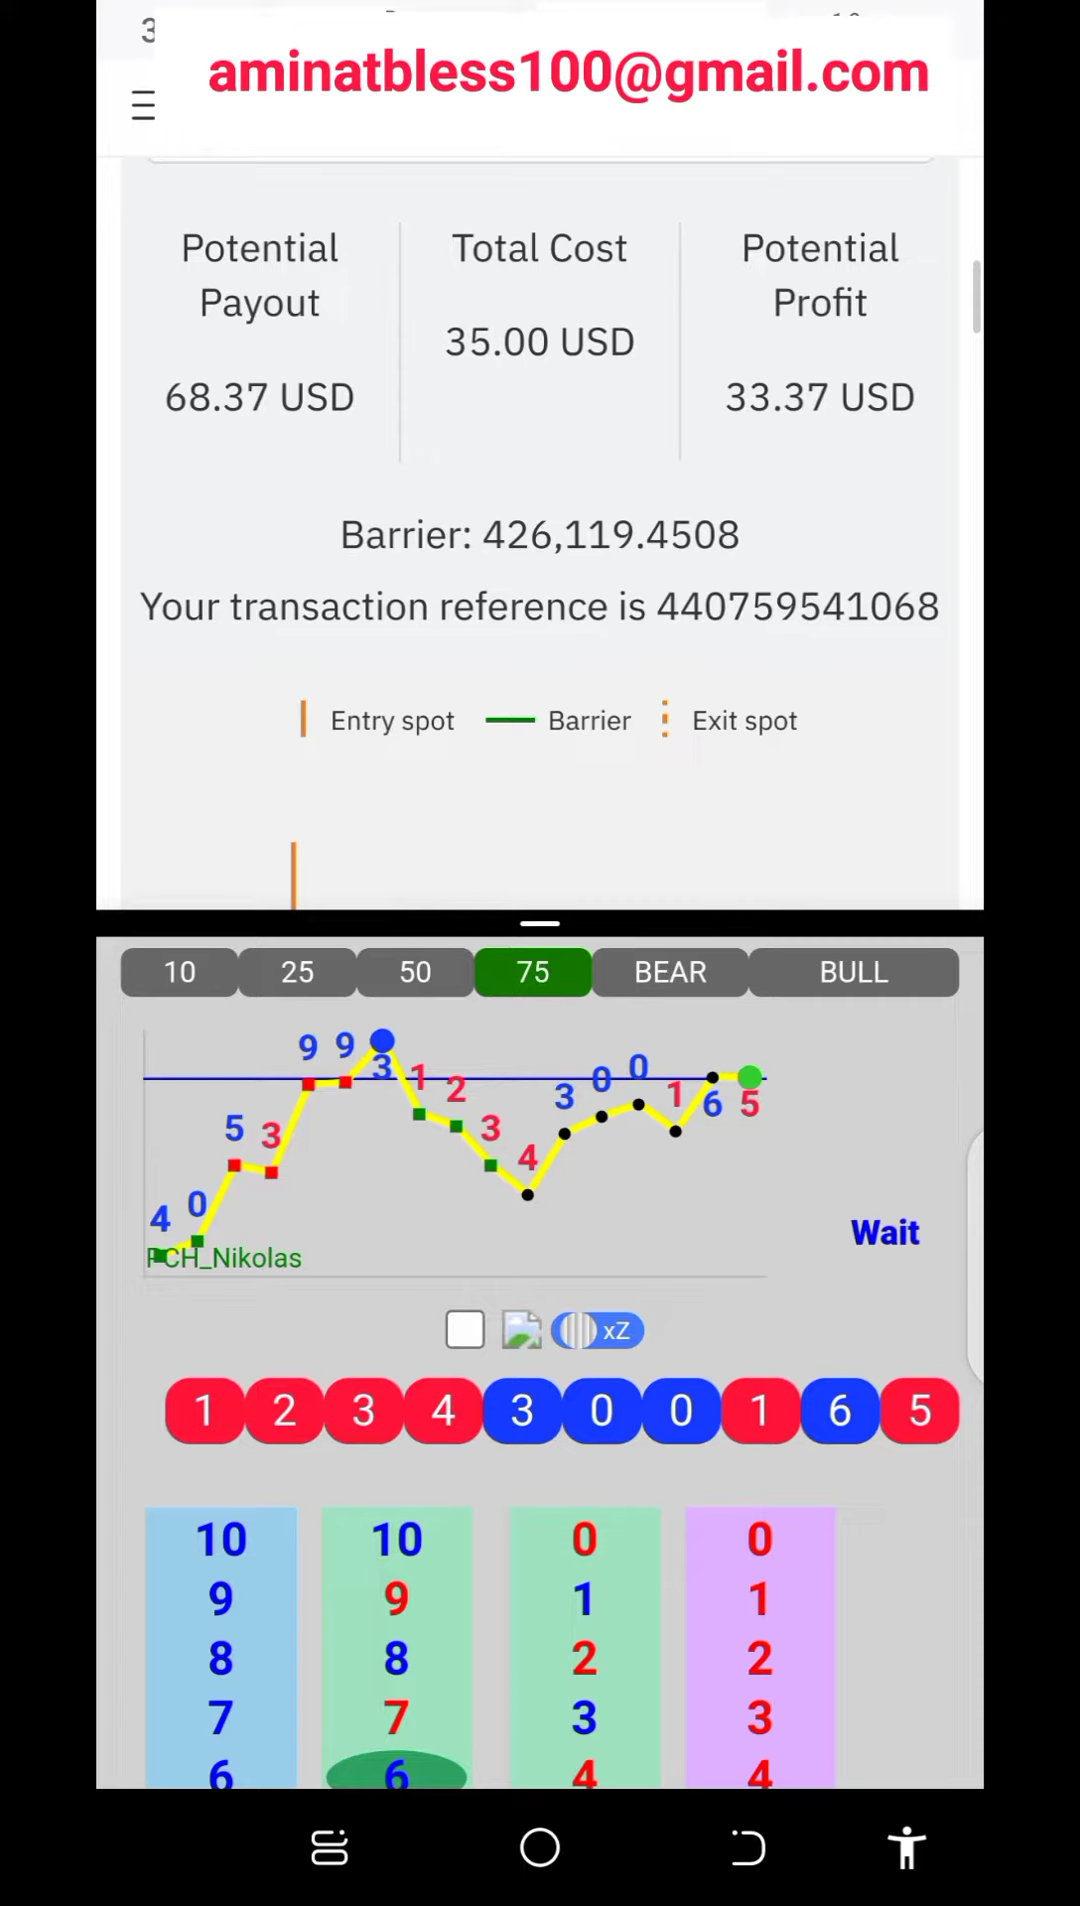 3
aminatbless100@gmail.com
Potential Payout
Total Cost
Potential Profit
68.37 USD
35.00 USD
33.37 USD
Barrier: 426,119.4508
Your transaction reference is 440759541068
Entry spot
Barrier
Exit spot
10 25 50 75 BEAR BULL
4 0 5 3 9 9 3 1 2 3 4 3 0 0 1 6 5
Wait
PCH_Nikolas
xZ
1 2 3 4 3 0 0 1 6 5
10 10 0 0
9 9 1 1
8 8 2 2
7 7 3 3
6 6 4 4